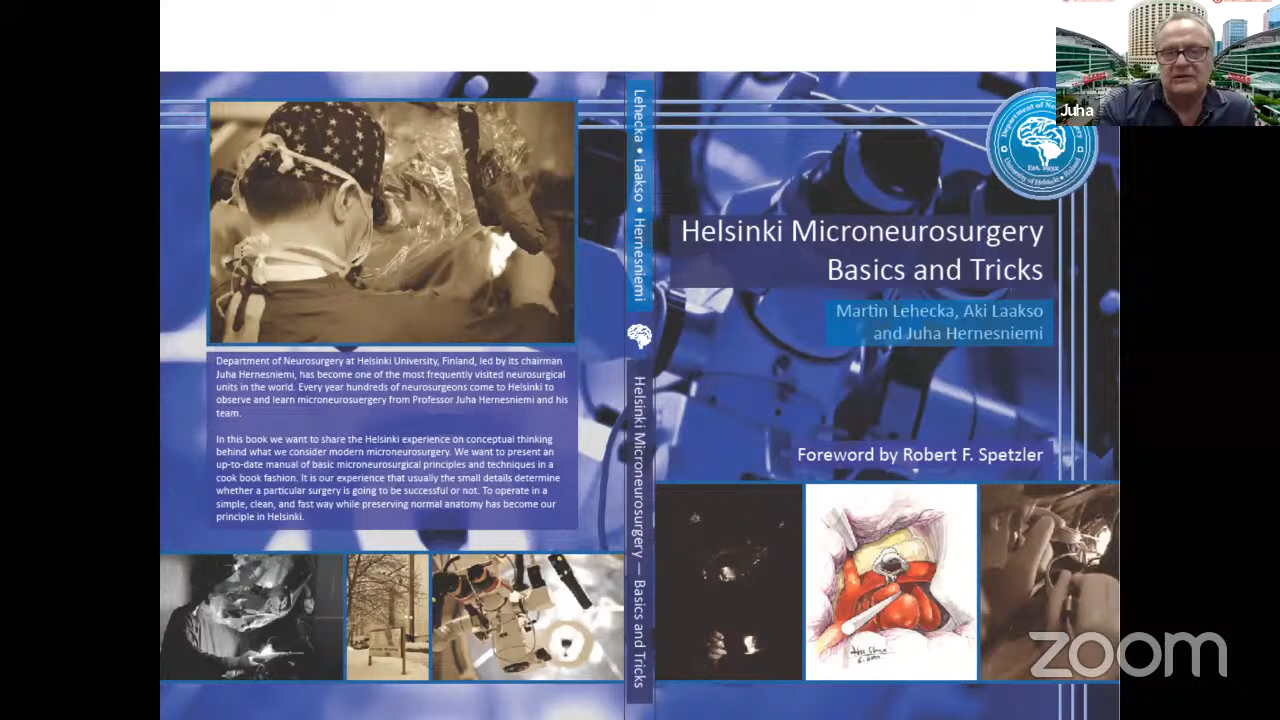 Juha
Department of Neurosurgery at Helsinki University, Finland, led by its chairman
Juha Hernesniemi, has become one of the most frequently visited neurosurgical
units in the world. Every year hundreds of neurosurgeons come to Helsinki to
observe and learn microneurosuergery from Professor Juha Hernesniemi and his
team.
In this book we want to share the Helsinki experience on conceptual thinking
behind what we consider modern microneurosurgery. We want to present an
up-to-date manual of basic microneurosurgical principles and techniques in a
cook book fashion. It is our experience that usually the small details determine
whether a particular surgery is going to be successful or not. To operate in a
simple, clean, and fast way while preserving normal anatomy has become our
principle in Helsinki.
Lehecka • Laakso • Hernesniemi
Helsinki Microneurosurgery — Basics and Tricks
University of Helsinki • Finland
Est. 1932
Helsinki Microneurosurgery
Basics and Tricks
Martin Lehecka, Aki Laakso
and Juha Hernesniemi
Foreword by Robert F. Spetzler
zoom